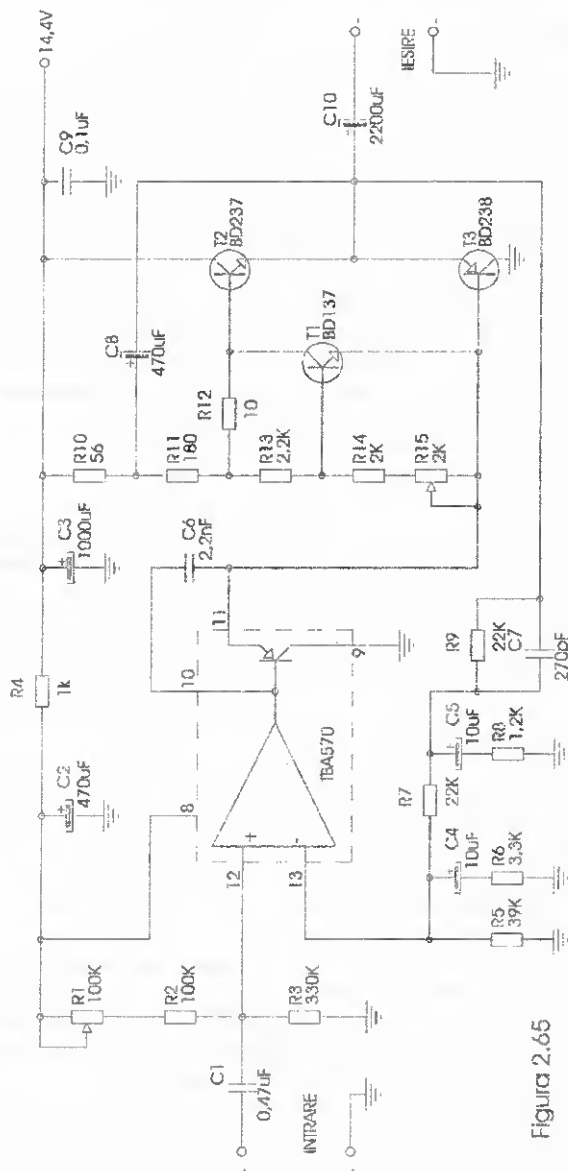 14,4V
C9
0,1uF
C10
2200uF
IESIRE
C8
470uF
T2
BD237
T3
BD238
T1
BD137
R12
10
R10
56
R11
180
R13
2,2K
R14
2K
R15
2K
C3
1000uF
C6
2.2nF
R4
1k
C2
470uF
8
10
11
9
12
13
+
-
TBA570
R9
22K
C7
270pF
C5
10uF
R8
1,2K
R7
22K
C4
10uF
R6
3,3K
R5
39K
R1
100K
R2
100K
R3
330K
C1
0,47uF
INTRARE
Figura 2.65